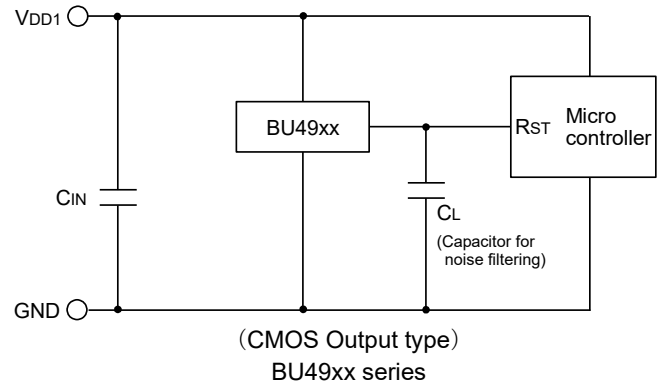 VDD1
BU49xx
RST
Micro
controller
CIN
CL
(Capacitor for
noise filtering)
GND
（CMOS Output type）
BU49xx series